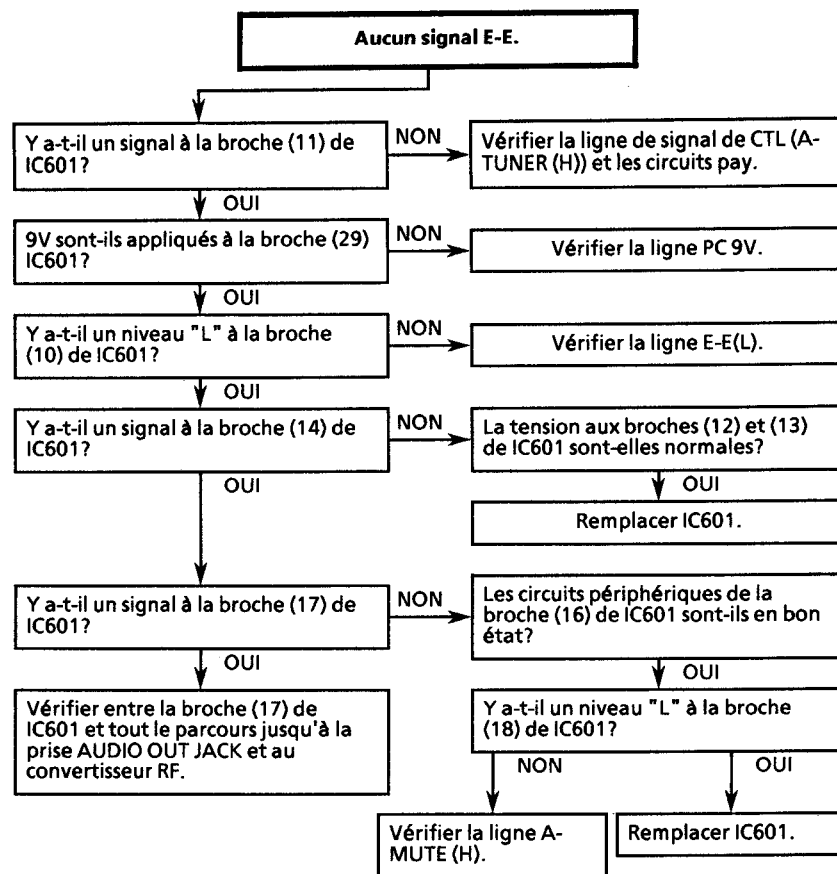 Aucun signal E-E.
Y a-t-il un signal à la broche (11) de
IC601?
NON
Vérifier la ligne de signal de CTL (A-
TUNER (H)) et les circuits pay.
OUI
9V sont-ils appliqués à la broche (29)
IC601?
NON
Vérifier la ligne PC 9V.
OUI
Y a-t-il un niveau "L" à la broche
(10) de IC601?
NON
Vérifier la ligne E-E(L).
OUI
Y a-t-il un signal à la broche (14) de
IC601?
NON
La tension aux broches (12) et (13)
de IC601 sont-elles normales?
OUI
OUI
Remplacer IC601.
Y a-t-il un signal à la broche (17) de
IC601?
NON
Les circuits périphériques de la
broche (16) de IC601 sont-ils en bon
état?
OUI
OUI
Vérifier entre la broche (17) de
IC601 et tout le parcours jusqu'à la
prise AUDIO OUT JACK et au
convertisseur RF.
Y a-t-il un niveau "L" à la broche
(18) de IC601?
NON
OUI
Vérifier la ligne A-
MUTE (H).
Remplacer IC601.